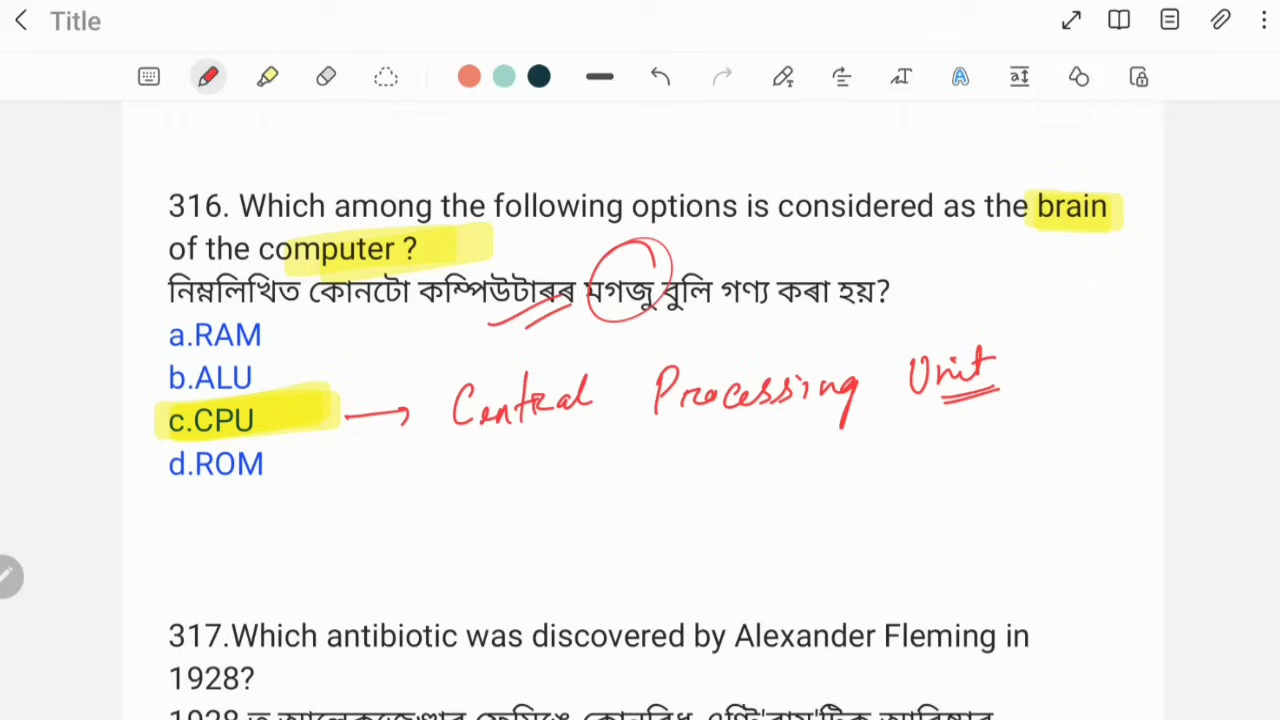 Title
316. Which among the following options is considered as the brain
of the computer ?
নিম্নলিখিত কোনটো কম্পিউটাৰৰ মগজু বুলি গণ্য কৰা হয়?
a.RAM
b.ALU
c.CPU → Central Processing Unit
d.ROM
317.Which antibiotic was discovered by Alexander Fleming in
1928?